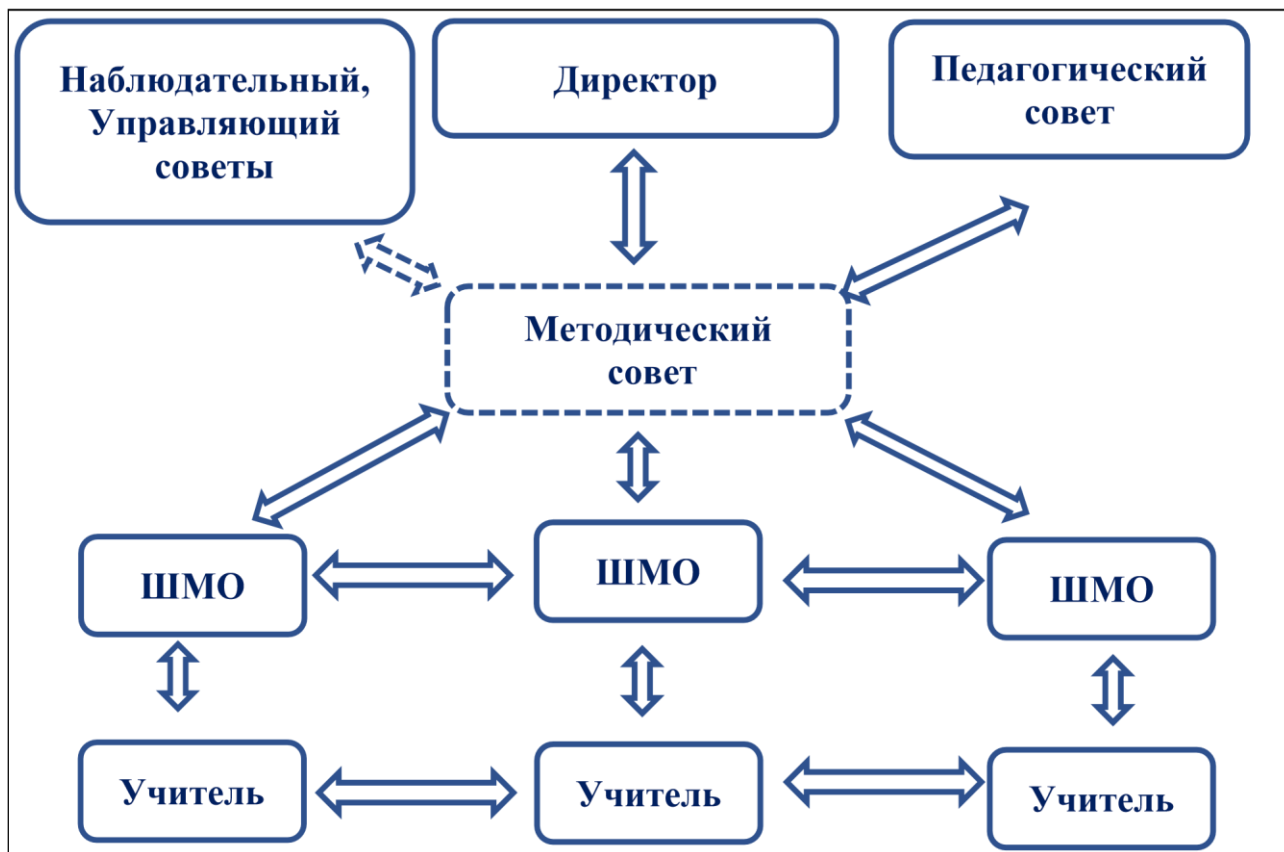 Наблюдательный,
Управляющий
советы
Директор
Педагогический
совет
Методический
совет
ШМО
ШМО
ШМО
Учитель
Учитель
Учитель